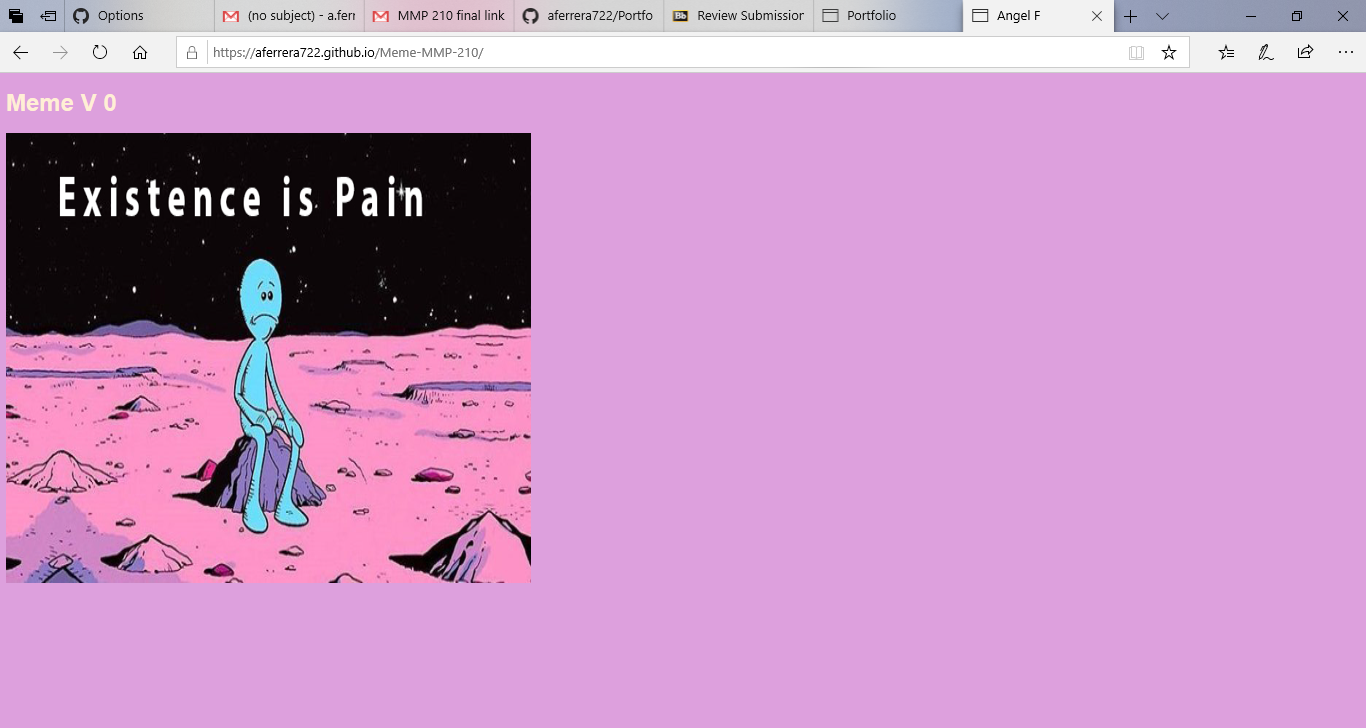 Options
(no subject) - a.ferr
MMP 210 final link
aferrera722/Portfo
Bb
Review Submission
Portfolio
Angel F
https://aferrera722.github.io/Meme-MMP-210/
Meme V 0
Existence is Pain